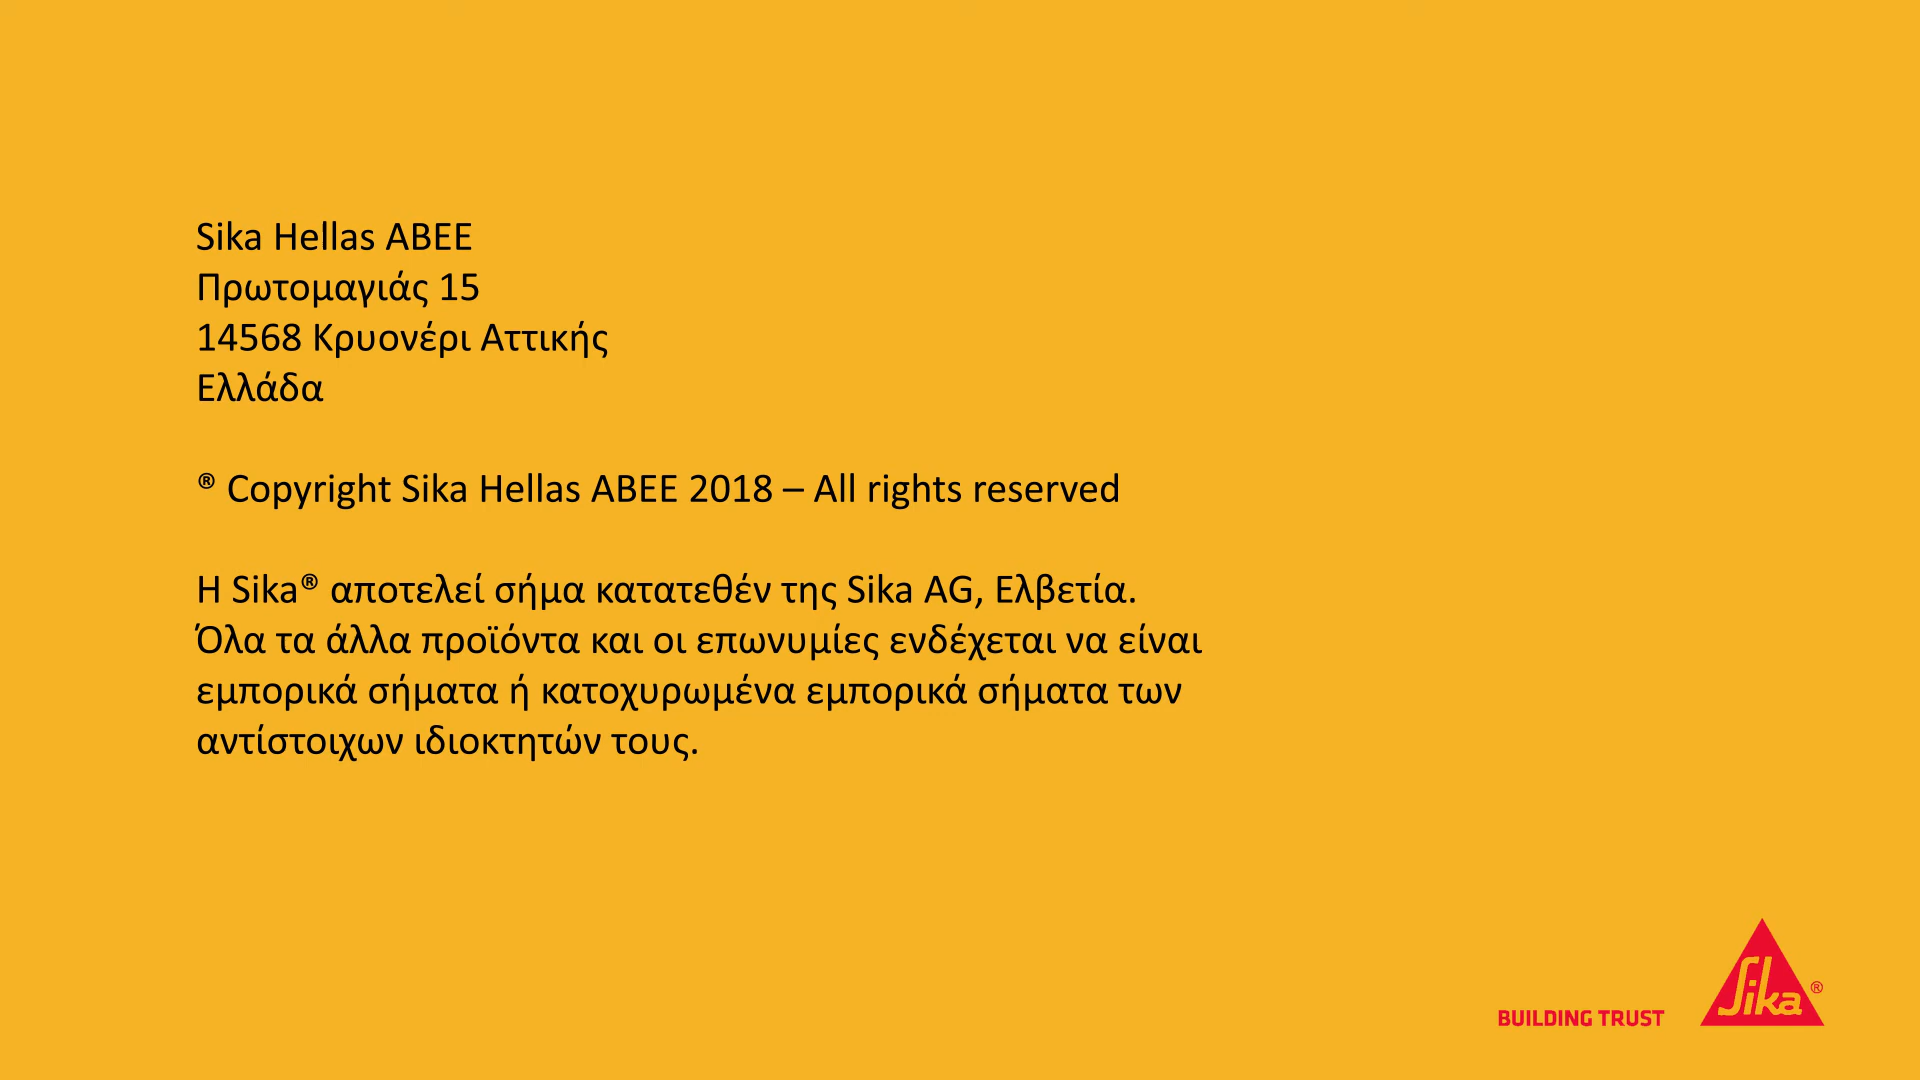 Sika Hellas ABEE
Πρωτομαγιάς 15
14568 Κρυονέρι Αττικής
Ελλάδα
® Copyright Sika Hellas ABEE 2018 – All rights reserved
Η Sika® αποτελεί σήμα κατατεθέν της Sika AG, Ελβετία.
Όλα τα άλλα προϊόντα και οι επωνυμίες ενδέχεται να είναι
εμπορικά σήματα ή κατοχυρωμένα εμπορικά σήματα των
αντίστοιχων ιδιοκτητών τους.
BUILDING TRUST
Sika®